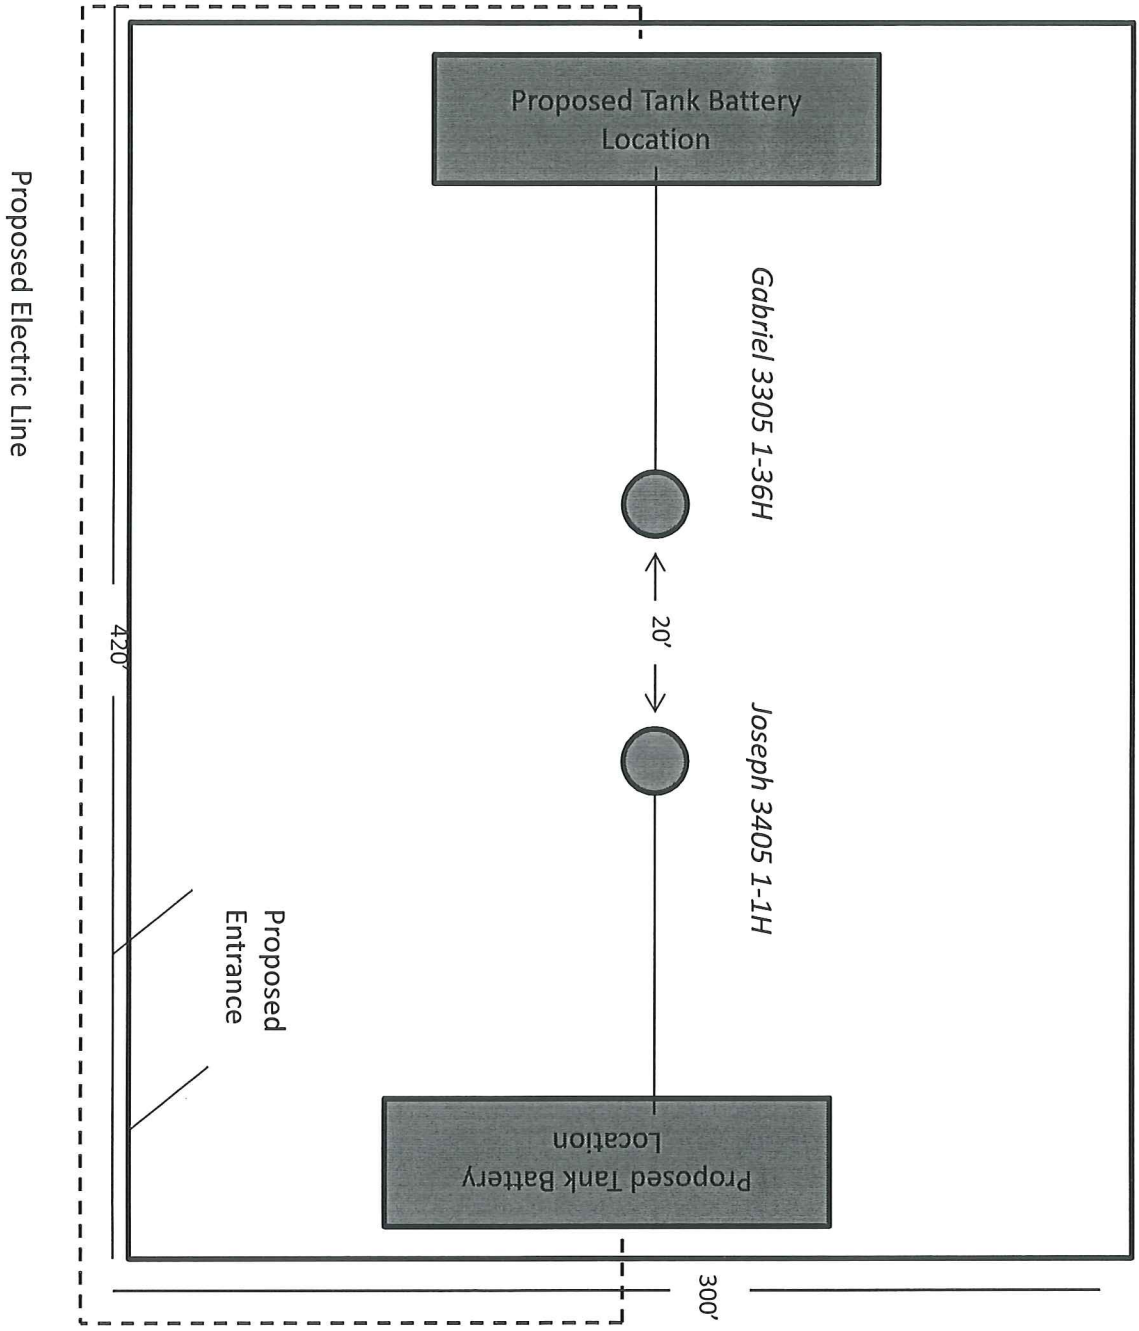 Proposed Tank Battery
Location
Gabriel 3305 1-36H
20’
Joseph 3405 1-1H
Proposed
Entrance
Proposed Tank Battery
Location
420’
300’
Proposed Electric Line